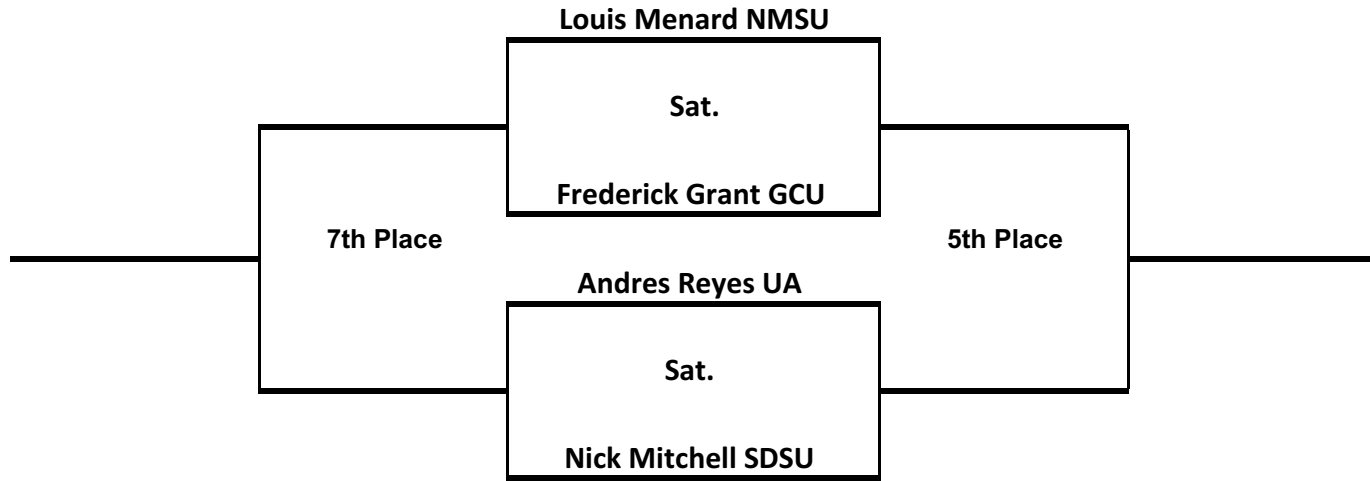 Louis Menard NMSU
Sat.
Frederick Grant GCU
7th Place
5th Place
Andres Reyes UA
Sat.
Nick Mitchell SDSU